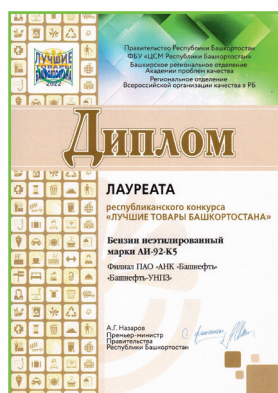 Правительство Республики Башкортостан
ФБУ «ЦСМ Республики Башкортостан»
Башкирское региональное отделение
Академии проблем качества
Региональное отделение
Всероссийской организации качества в РБ
ЛУЧШИЕ
ТОВАРЫ
БАШКОРТОСТАНА
2022
Диплом
ЛАУРЕАТА
республиканского конкурса
«ЛУЧШИЕ ТОВАРЫ БАШКОРТОСТАНА»
Бензин неэтилированный
марки АИ-92-К5
Филиал ПАО «АНК «Башнефть»
«Башнефть-УНПЗ»
А.Г. Назаров
Премьер-министр
Правительства
Республики Башкортостан